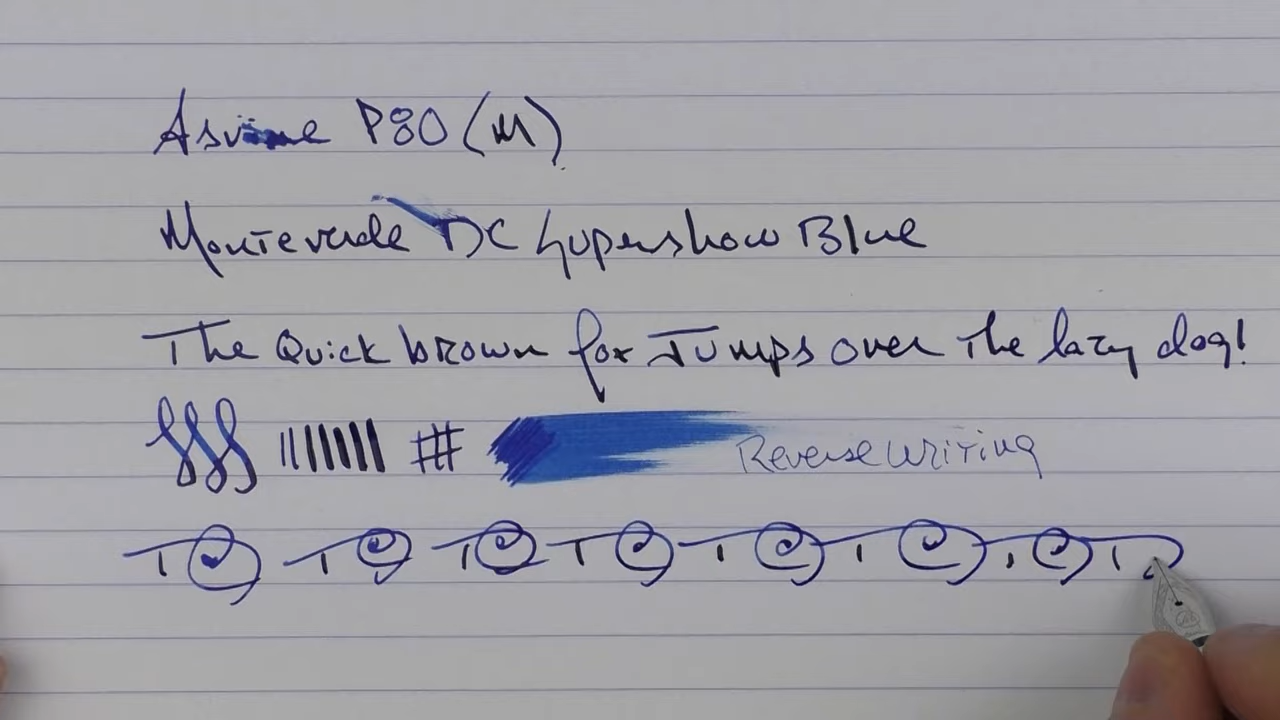 Asvine P80 (M)
Monteverde DC Supershow Blue
The Quick brown fox Jumps over The lazy dog!
Reverse writing